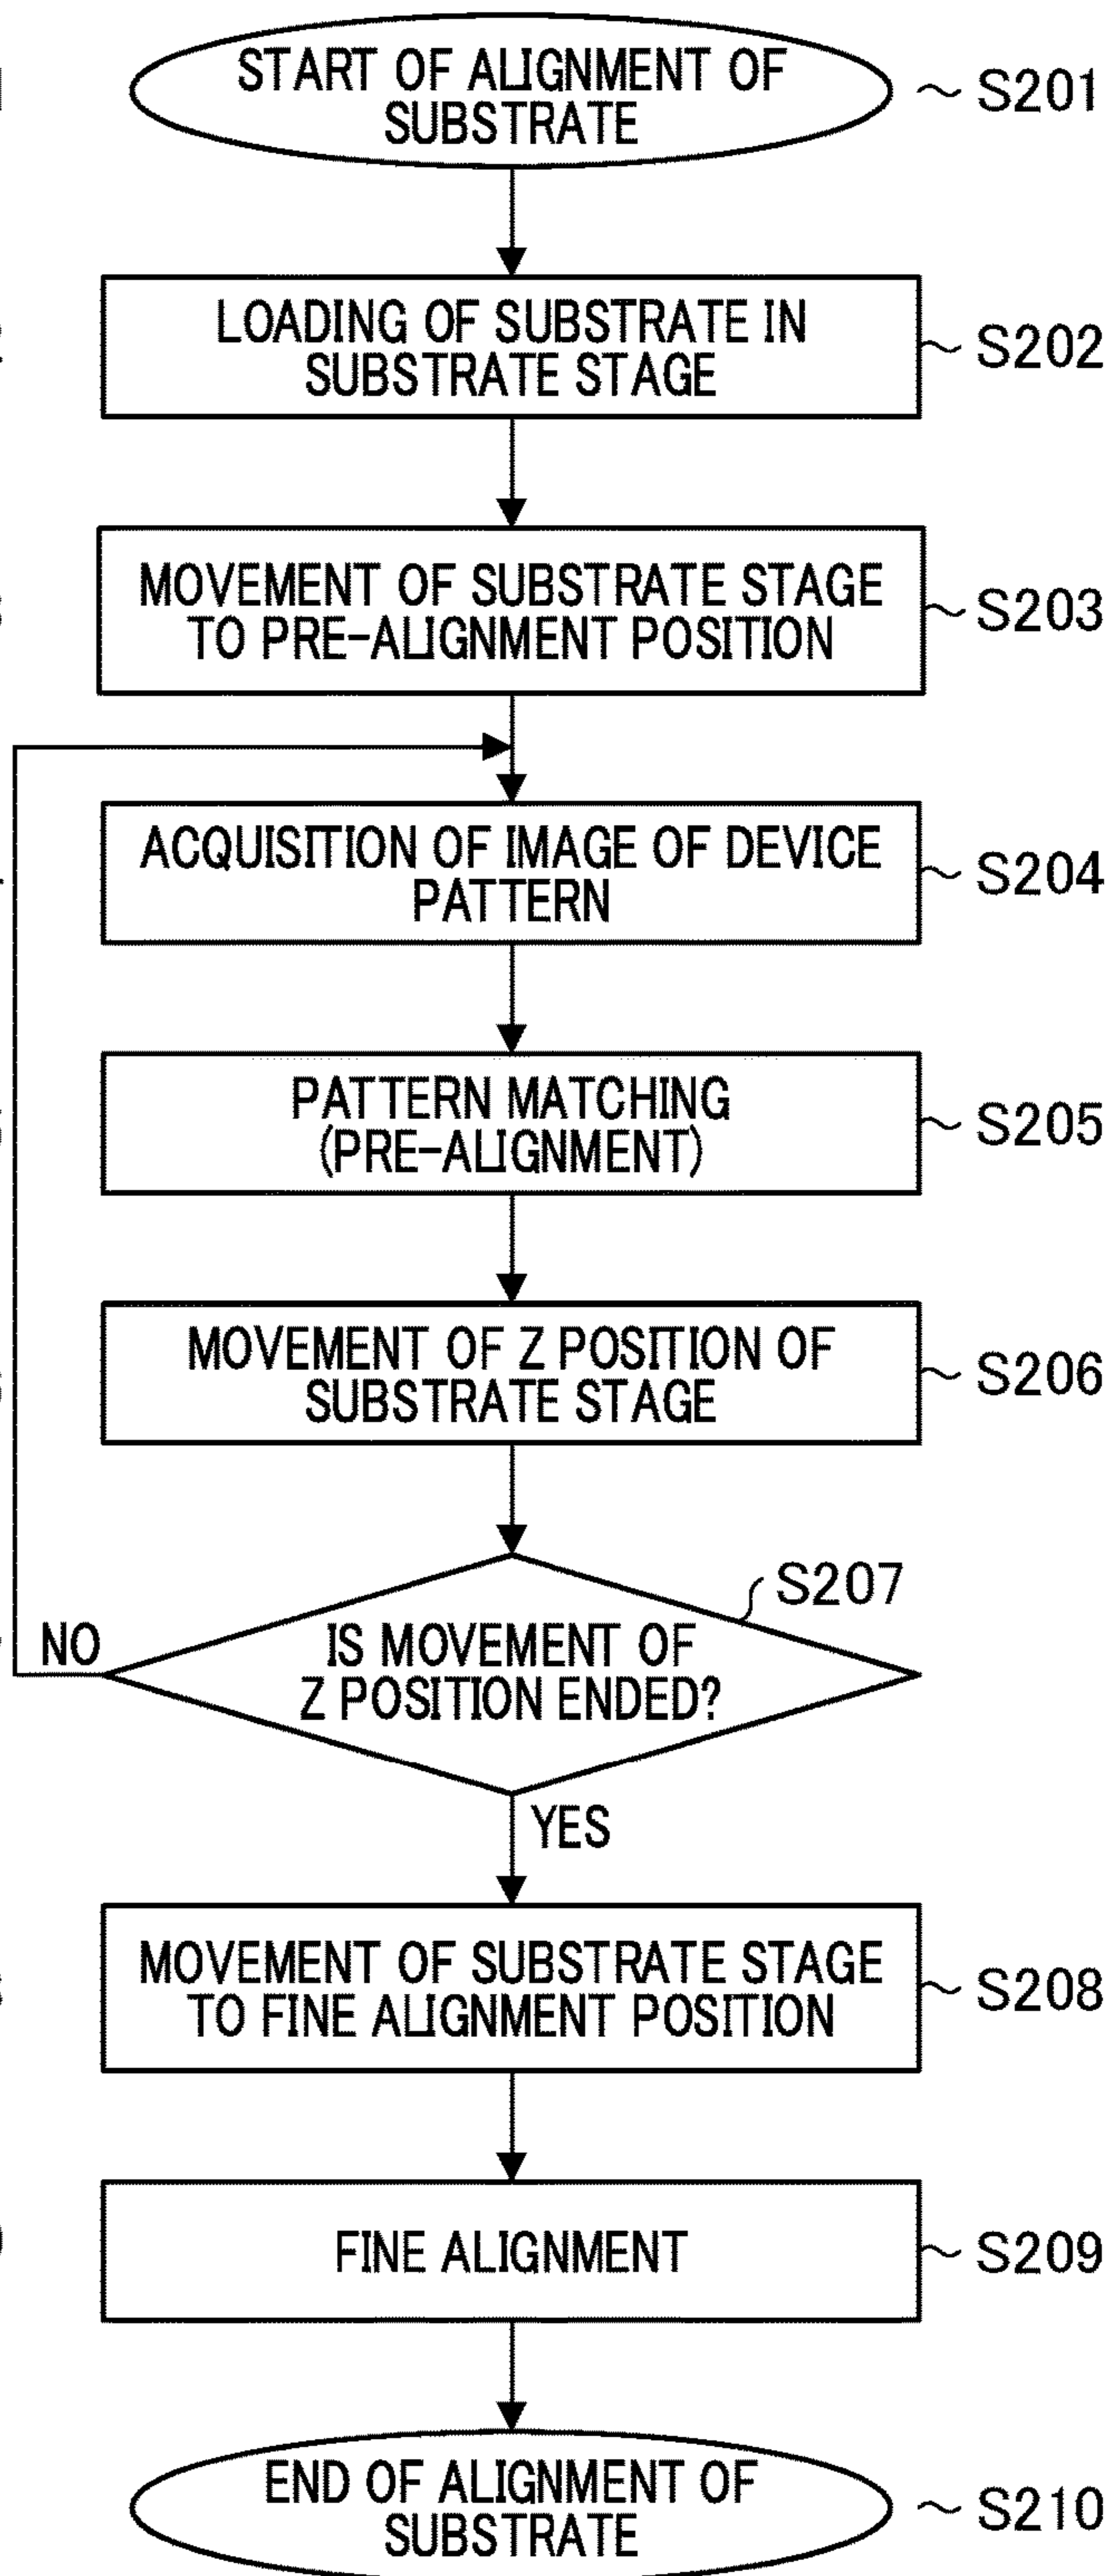 START OF ALIGNMENT OF
SUBSTRATE
S201
LOADING OF SUBSTRATE IN
SUBSTRATE STAGE
S202
MOVEMENT OF SUBSTRATE STAGE
TO PRE-ALIGNMENT POSITION
S203
ACQUISITION OF IMAGE OF DEVICE
PATTERN
S204
PATTERN MATCHING
(PRE-ALIGNMENT)
S205
MOVEMENT OF Z POSITION OF
SUBSTRATE STAGE
S206
S207
IS MOVEMENT OF
Z POSITION ENDED?
NO
YES
MOVEMENT OF SUBSTRATE STAGE
TO FINE ALIGNMENT POSITION
S208
FINE ALIGNMENT
S209
END OF ALIGNMENT OF
SUBSTRATE
S210